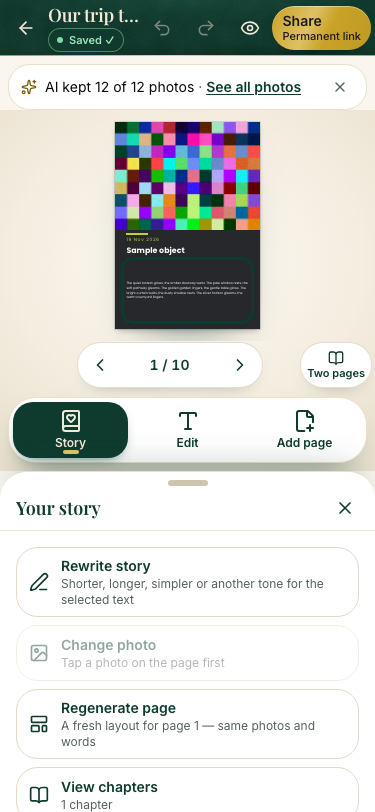 Our trip t...
Saved ✓
Share
Permanent link
AI kept 12 of 12 photos · See all photos
19 Nov 2026
Sample object
1 / 10
Two pages
Story
Edit
Add page
Your story
Rewrite story
Shorter, longer, simpler or another tone for the
selected text
Change photo
Tap a photo on the page first
Regenerate page
A fresh layout for page 1 — same photos and
words
View chapters
1 chapter